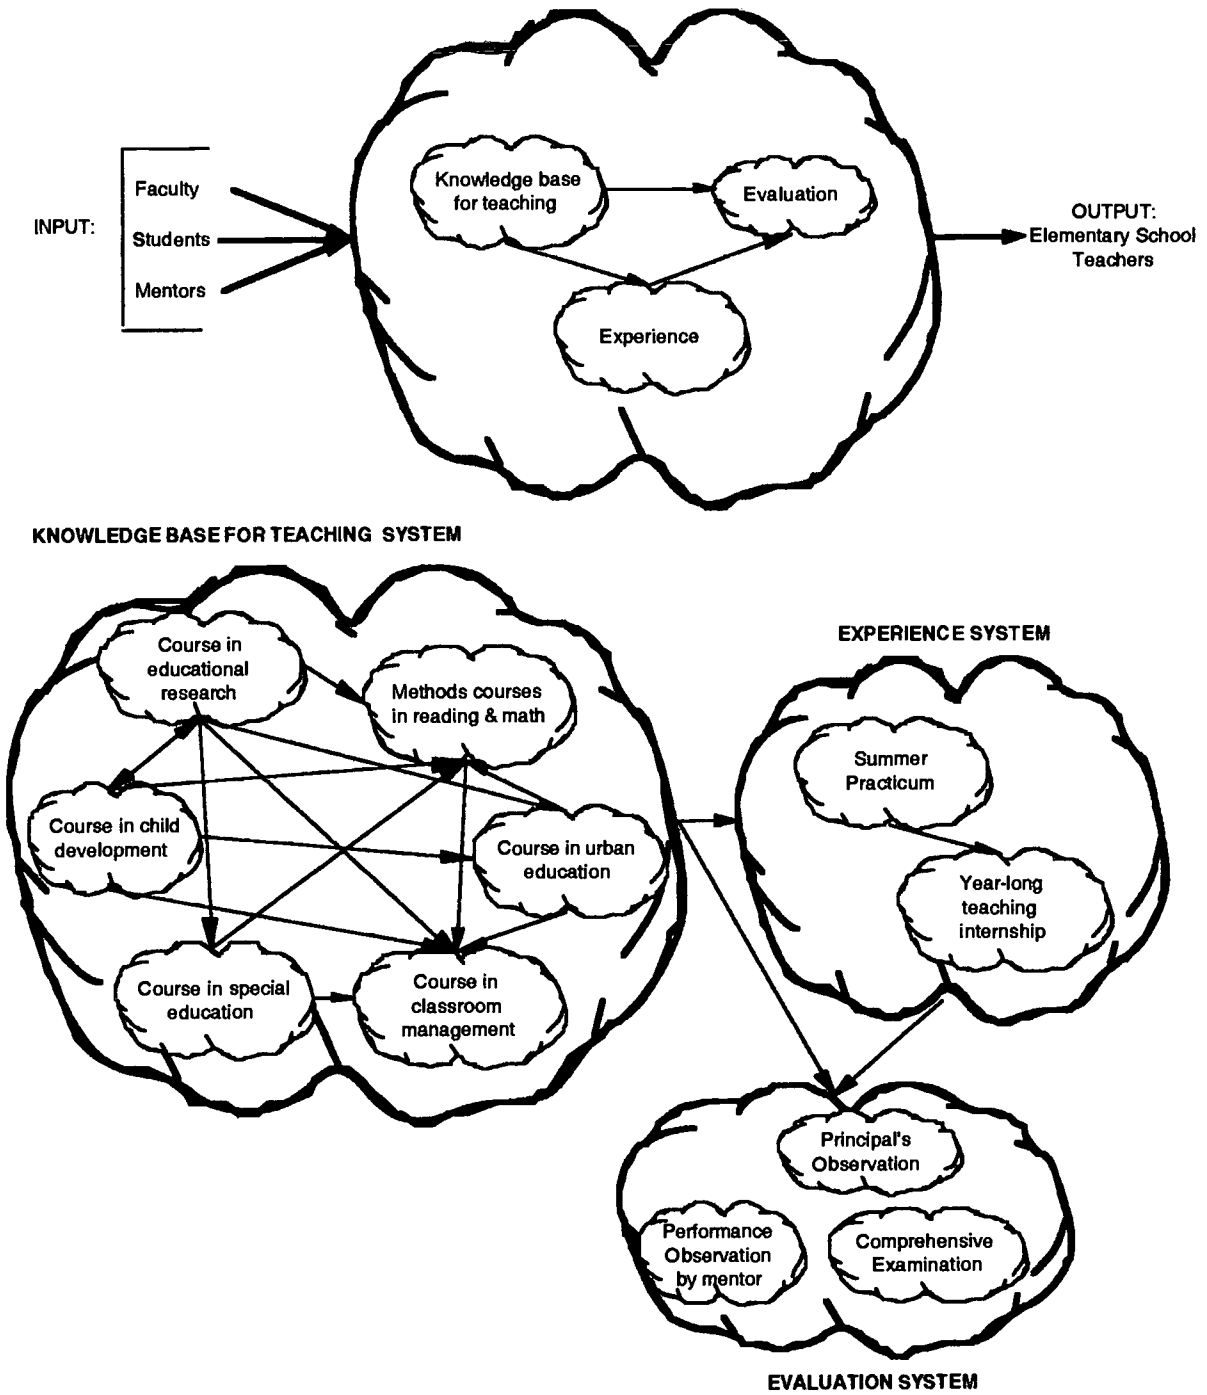 INPUT:
Faculty
Students
Mentors
Knowledge base
for teaching
Evaluation
Experience
OUTPUT:
Elementary School
Teachers
KNOWLEDGE BASE FOR TEACHING SYSTEM
Course in
educational
research
Methods courses
in reading & math
Course in child
development
Course in urban
education
Course in special
education
Course in
classroom
management
EXPERIENCE SYSTEM
Summer
Practicum
Year-long
teaching
internship
Principal's
Observation
Performance
Observation
by mentor
Comprehensive
Examination
EVALUATION SYSTEM